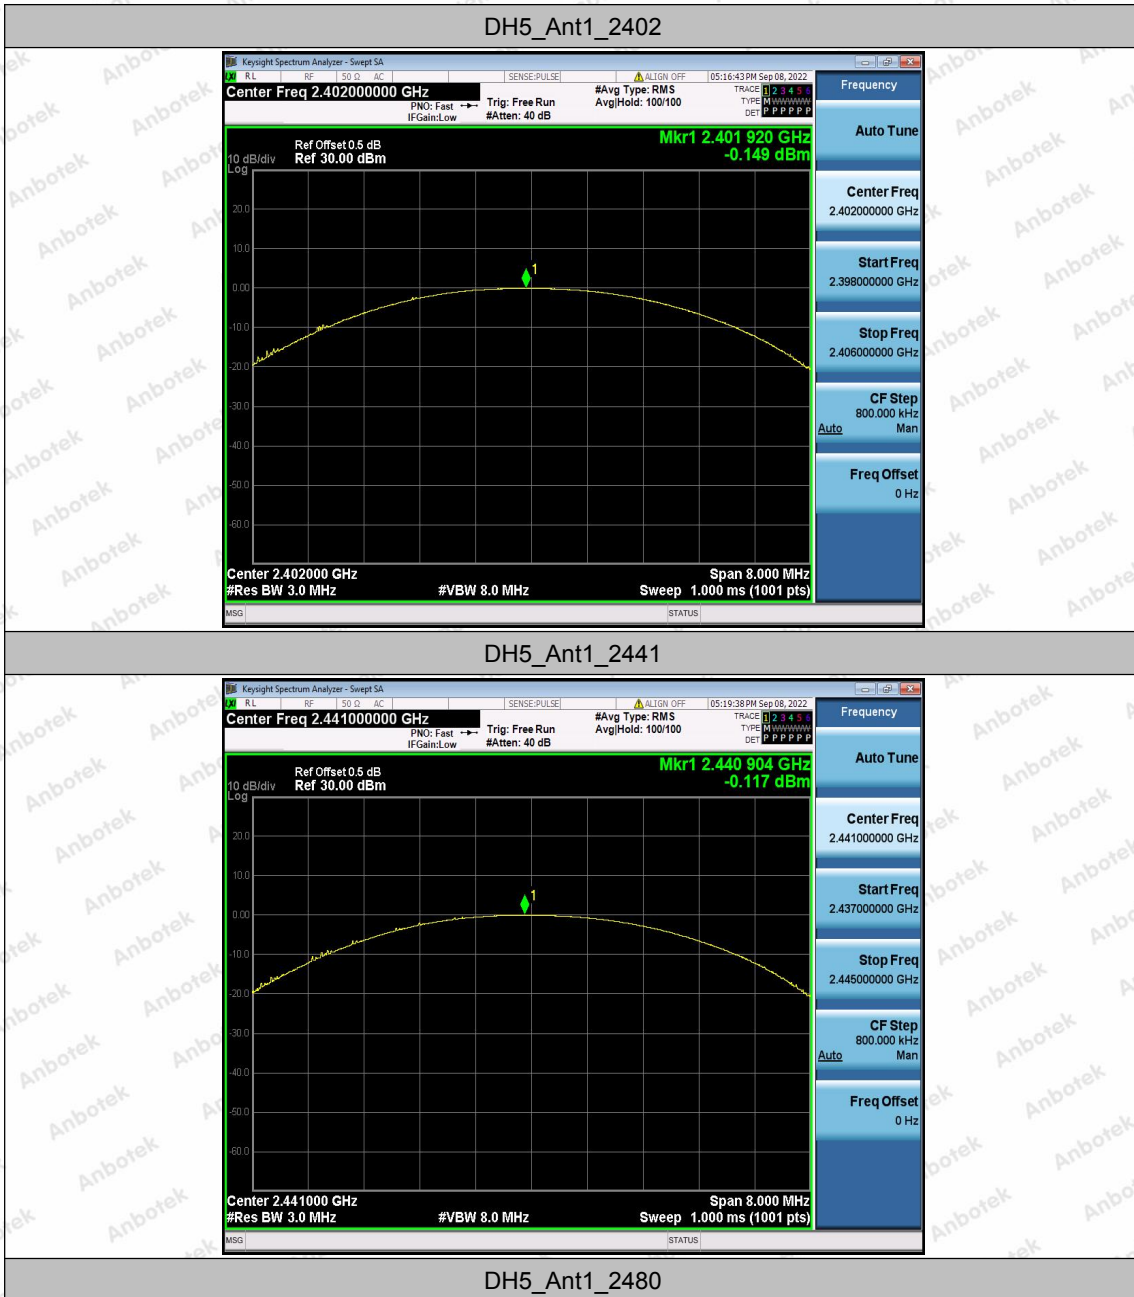 DH5_Ant1_2402
Keysight Spectrum Analyzer - Swept SA
LXI RL RF 50 Ω AC SENSE:PULSE ALIGN OFF 05:16:43 PM Sep 08, 2022
Center Freq 2.402000000 GHz
PNO: Fast
IFGain:Low
Trig: Free Run
#Atten: 40 dB
#Avg Type: RMS
Avg|Hold: 100/100
TRACE 1 2 3 4 5 6
TYPE M WWWWW
DET P P P P P P
Frequency
Mkr1 2.401 920 GHz
-0.149 dBm
Ref Offset 0.5 dB
10 dB/div Ref 30.00 dBm
Log
20.0
10.0
0.00
-10.0
-20.0
-30.0
-40.0
-50.0
-60.0
1
Center 2.402000 GHz Span 8.000 MHz
#Res BW 3.0 MHz #VBW 8.0 MHz Sweep 1.000 ms (1001 pts)
MSG STATUS
Auto Tune
Center Freq
2.402000000 GHz
Start Freq
2.398000000 GHz
Stop Freq
2.406000000 GHz
CF Step
800.000 kHz
Auto Man
Freq Offset
0 Hz
DH5_Ant1_2441
Keysight Spectrum Analyzer - Swept SA
LXI RL RF 50 Ω AC SENSE:PULSE ALIGN OFF 05:19:38 PM Sep 08, 2022
Center Freq 2.441000000 GHz
PNO: Fast
IFGain:Low
Trig: Free Run
#Atten: 40 dB
#Avg Type: RMS
Avg|Hold: 100/100
TRACE 1 2 3 4 5 6
TYPE M WWWWW
DET P P P P P P
Frequency
Mkr1 2.440 904 GHz
-0.117 dBm
Ref Offset 0.5 dB
10 dB/div Ref 30.00 dBm
Log
20.0
10.0
0.00
-10.0
-20.0
-30.0
-40.0
-50.0
-60.0
1
Center 2.441000 GHz Span 8.000 MHz
#Res BW 3.0 MHz #VBW 8.0 MHz Sweep 1.000 ms (1001 pts)
MSG STATUS
Auto Tune
Center Freq
2.441000000 GHz
Start Freq
2.437000000 GHz
Stop Freq
2.445000000 GHz
CF Step
800.000 kHz
Auto Man
Freq Offset
0 Hz
DH5_Ant1_2480
Anbotek